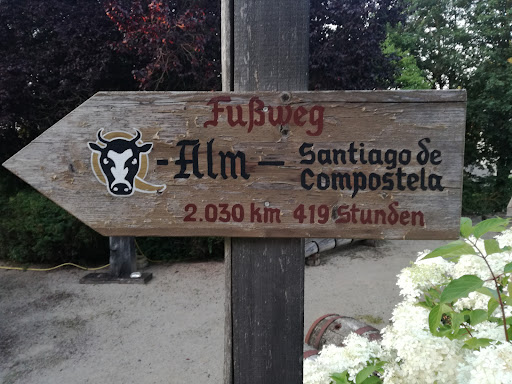 Fußweg
-Alm - Santiago de
Compostela
2.030 km 419 Stunden